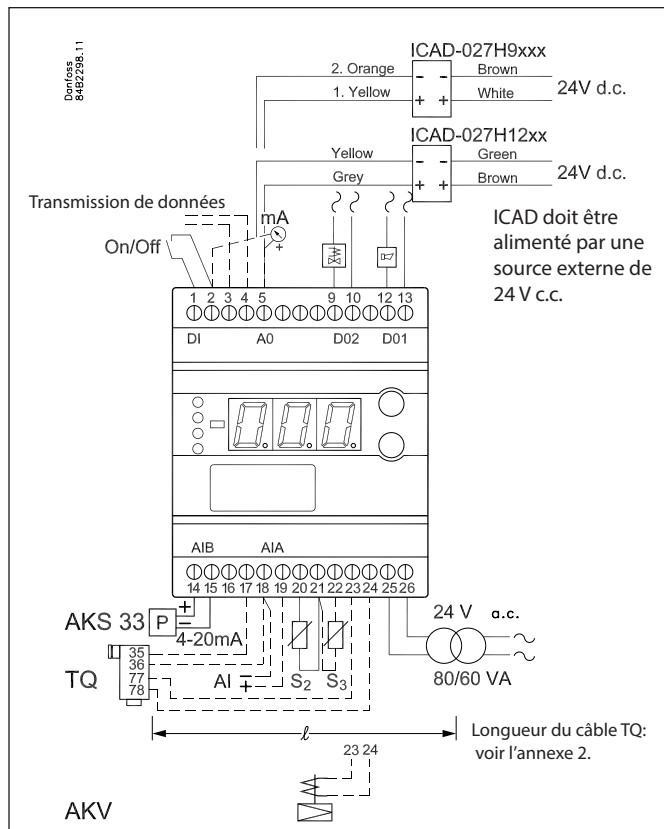 Danfoss
84B2298.11
ICAD-027H9xxx
2. Orange - - Brown
1. Yellow + + White
24V d.c.
ICAD-027H12xx
Yellow - - Green
Grey + + Brown
24V d.c.
Transmission de données
mA
+
On/Off
ICAD doit être
alimenté par une
source externe de
24 V c.c.
1 2 3 4 5 9 10 12 13
DI A0 D02 D01
AIB AIA
14 15 16 17 18 19 20 21 22 23 24 25 26
AKS 33 P + -
4-20mA
24 V a.c.
80/60 VA
TQ
35
36
77
78
AI - +
S2 S3
ℓ
Longueur du câble TQ:
voir l'annexe 2.
23 24
AKV